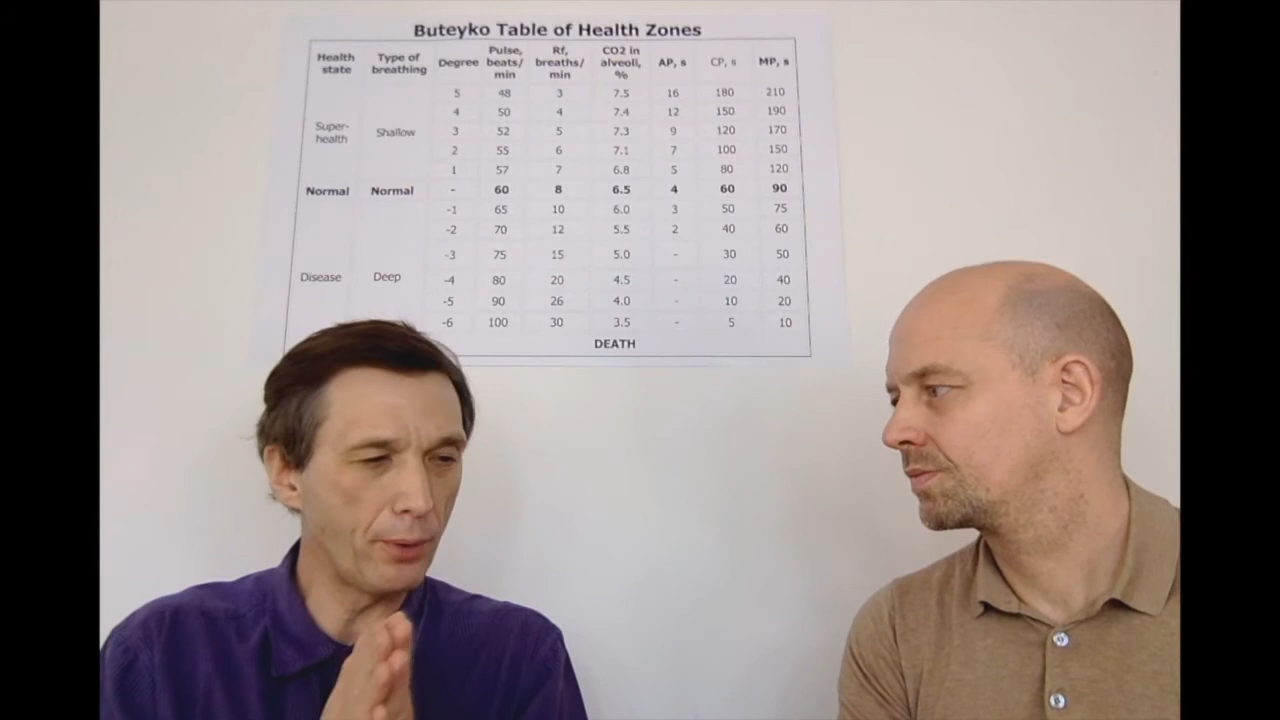 Buteyko Table of Health Zones
Health state Type of breathing Degree Pulse, beats/ min Rf, breaths/ min CO2 in alveoli, % AP, s CP, s MP, s
5 48 3 7.5 16 180 210
4 50 4 7.4 12 150 190
Super- health Shallow 3 52 5 7.3 9 120 170
2 55 6 7.1 7 100 150
1 57 7 6.8 5 80 120
Normal Normal - 60 8 6.5 4 60 90
-1 65 10 6.0 3 50 75
-2 70 12 5.5 2 40 60
-3 75 15 5.0 - 30 50
Disease Deep -4 80 20 4.5 - 20 40
-5 90 26 4.0 - 10 20
-6 100 30 3.5 - 5 10
DEATH